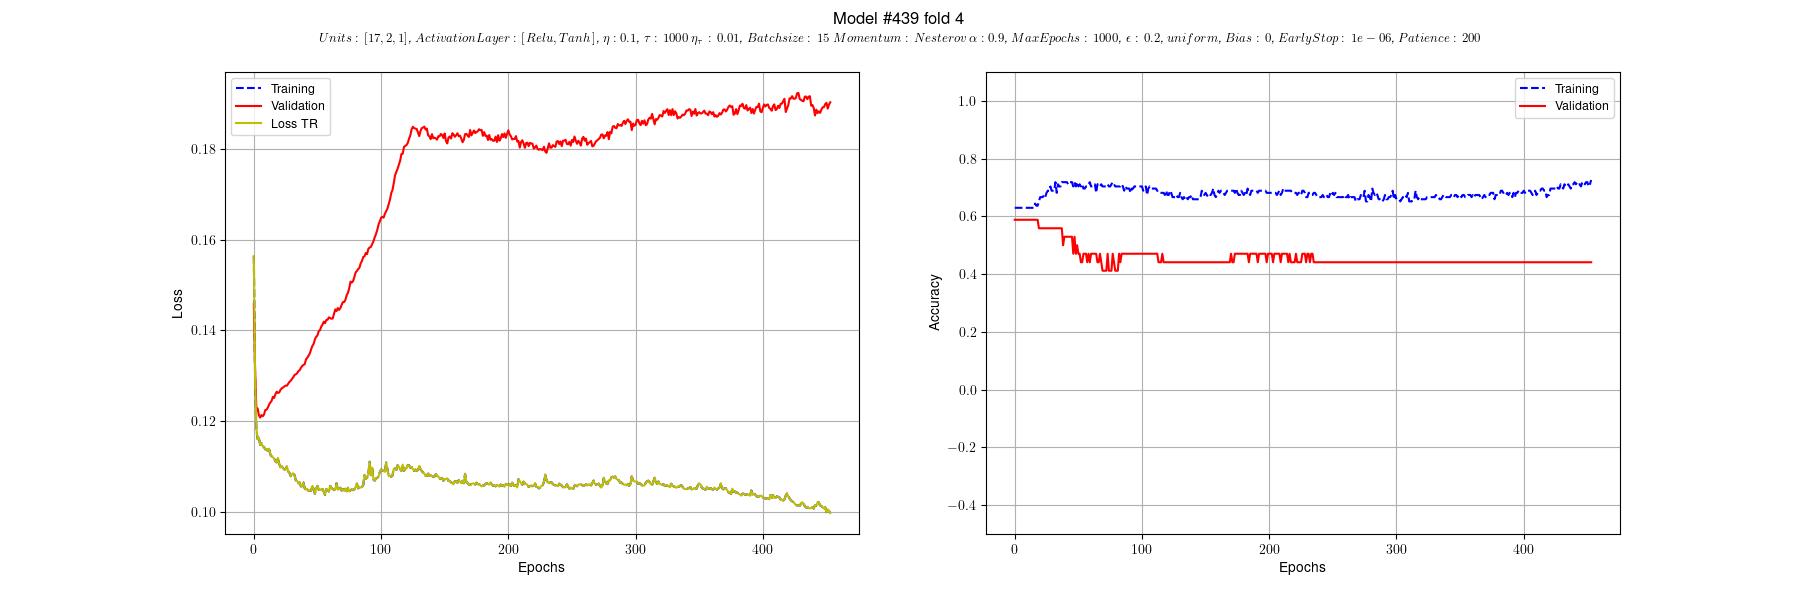 Model #439 fold 4
Units : [17, 2, 1], ActivationLayer : [Relu, Tanh], η : 0.1, τ : 1000 ητ : 0.01, Batchsize : 15 Momentum : Nesterov α : 0.9, MaxEpochs : 1000, ϵ : 0.2, uniform, Bias : 0, EarlyStop : 1e − 06, Patience : 200
Training
Validation
Loss TR
0.18
0.16
0.14
0.12
0.10
Loss
0 100 200 300 400
Epochs
Training
Validation
1.0
0.8
0.6
0.4
0.2
0.0
−0.2
−0.4
Accuracy
0 100 200 300 400
Epochs